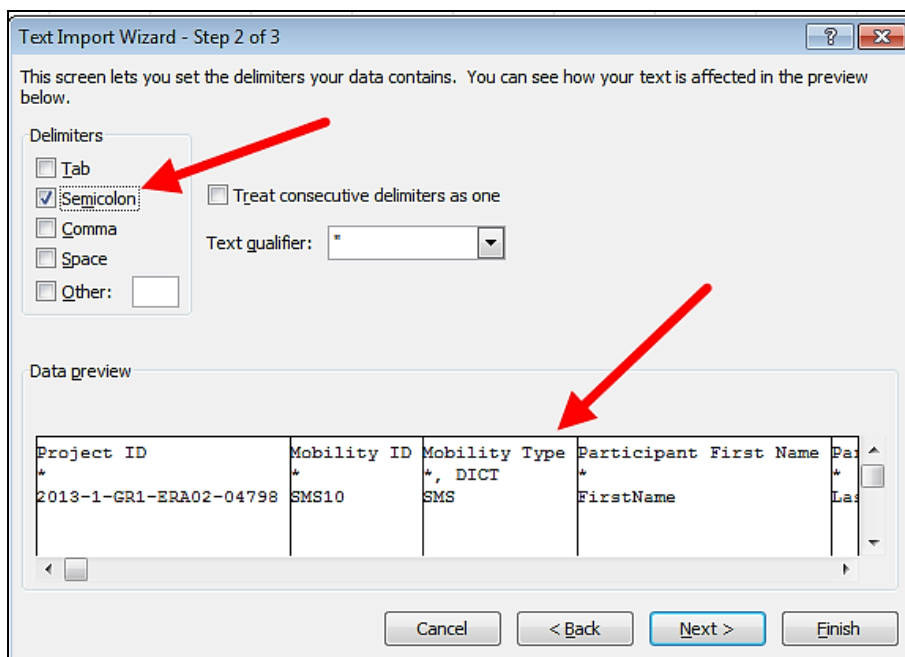 Text Import Wizard - Step 2 of 3
This screen lets you set the delimiters your data contains.  You can see how your text is affected in the preview
below.
Delimiters
Tab
Semicolon
Comma
Space
Other:
Treat consecutive delimiters as one
Text qualifier: "
Data preview
Project ID Mobility ID Mobility Type Participant First Name Par
* * *, DICT * *
2013-1-GR1-ERA02-04798 SMS10 SMS FirstName Las
Cancel < Back Next > Finish